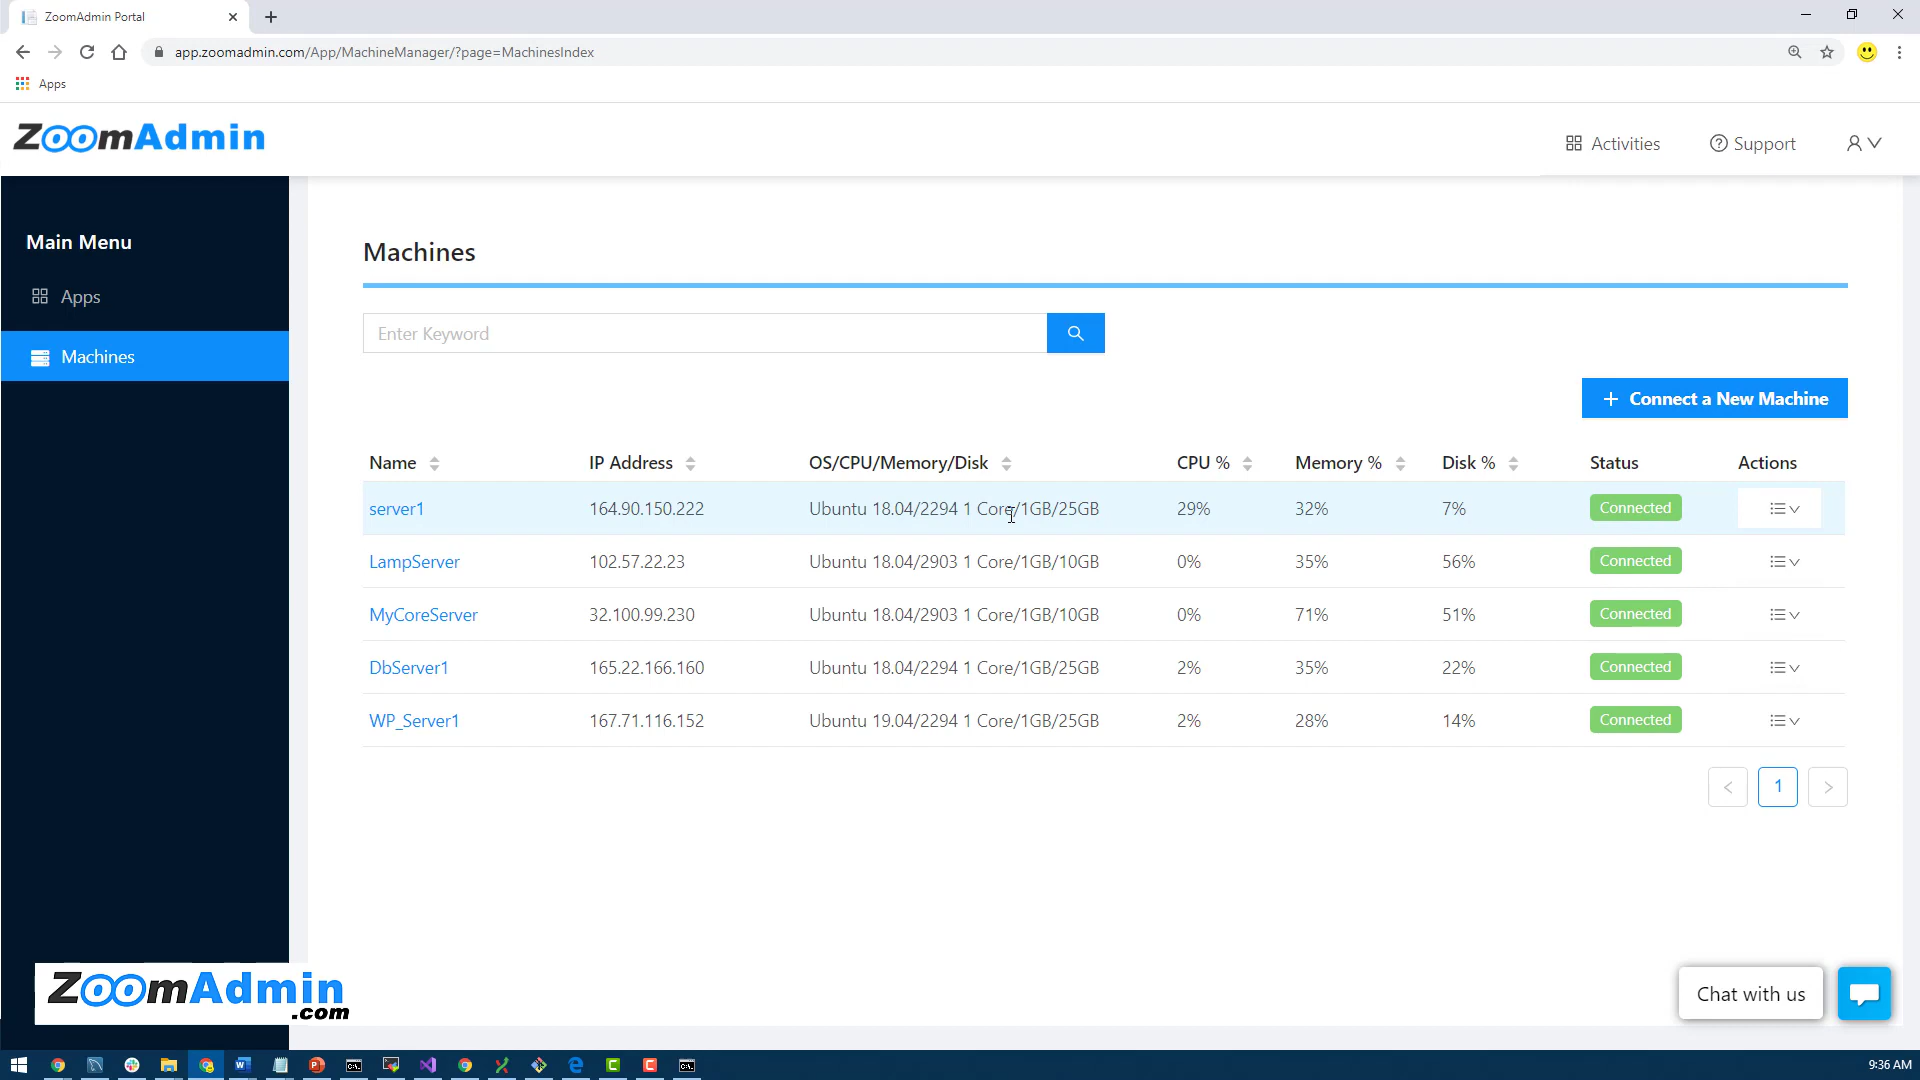 ZoomAdmin Portal
app.zoomadmin.com/App/MachineManager/?page=MachinesIndex
Apps
ZoomAdmin
Activities
Support
Main Menu
Apps
Machines
Machines
Enter Keyword
Connect a New Machine
Name IP Address OS/CPU/Memory/Disk CPU % Memory % Disk % Status Actions
server1 164.90.150.222 Ubuntu 18.04/2294 1 Core/1GB/25GB 29% 32% 7% Connected
LampServer 102.57.22.23 Ubuntu 18.04/2903 1 Core/1GB/10GB 0% 35% 56% Connected
MyCoreServer 32.100.99.230 Ubuntu 18.04/2903 1 Core/1GB/10GB 0% 71% 51% Connected
DbServer1 165.22.166.160 Ubuntu 18.04/2294 1 Core/1GB/25GB 2% 35% 22% Connected
WP_Server1 167.71.116.152 Ubuntu 19.04/2294 1 Core/1GB/25GB 2% 28% 14% Connected
< 1 >
ZoomAdmin
.com
Chat with us
9:36 AM